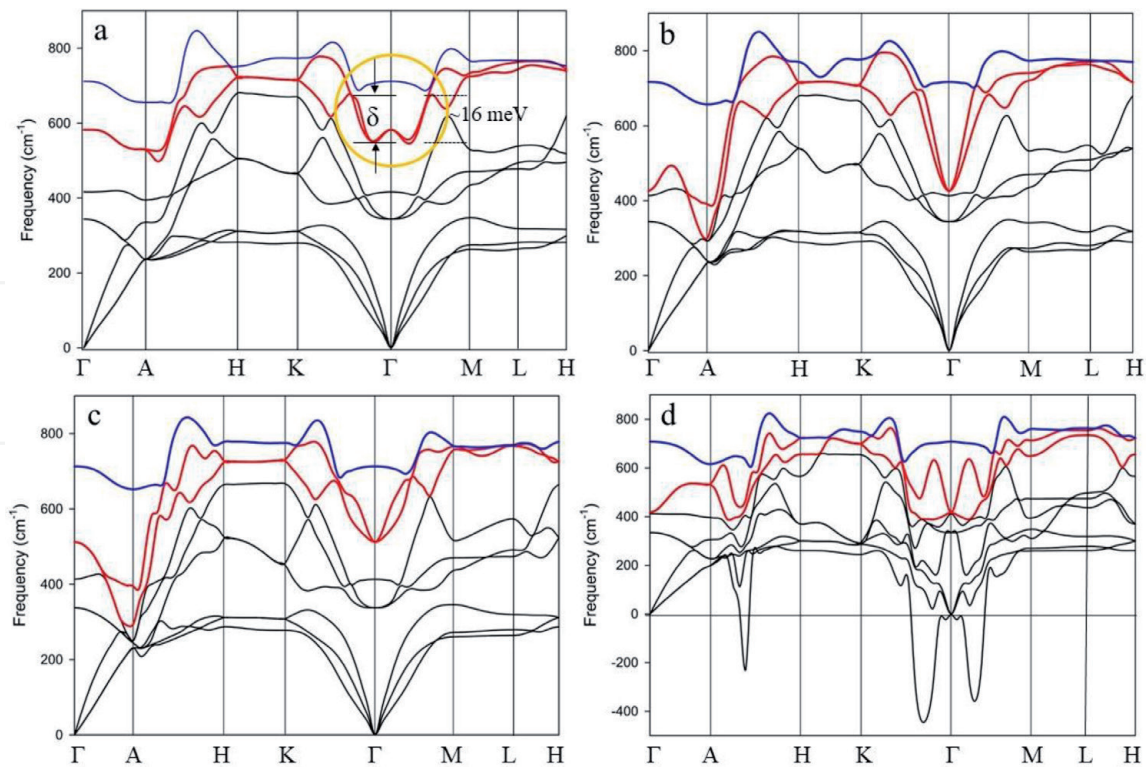 a
800
600
400
200
0
Frequency (cm⁻¹)
δ
~16 meV
Γ A H K Γ M L H
b
800
600
400
200
0
Frequency (cm⁻¹)
Γ A H K Γ M L H
c
800
600
400
200
0
Frequency (cm⁻¹)
Γ A H K Γ M L H
d
800
600
400
200
0
-200
-400
Frequency (cm⁻¹)
Γ A H K Γ M L H